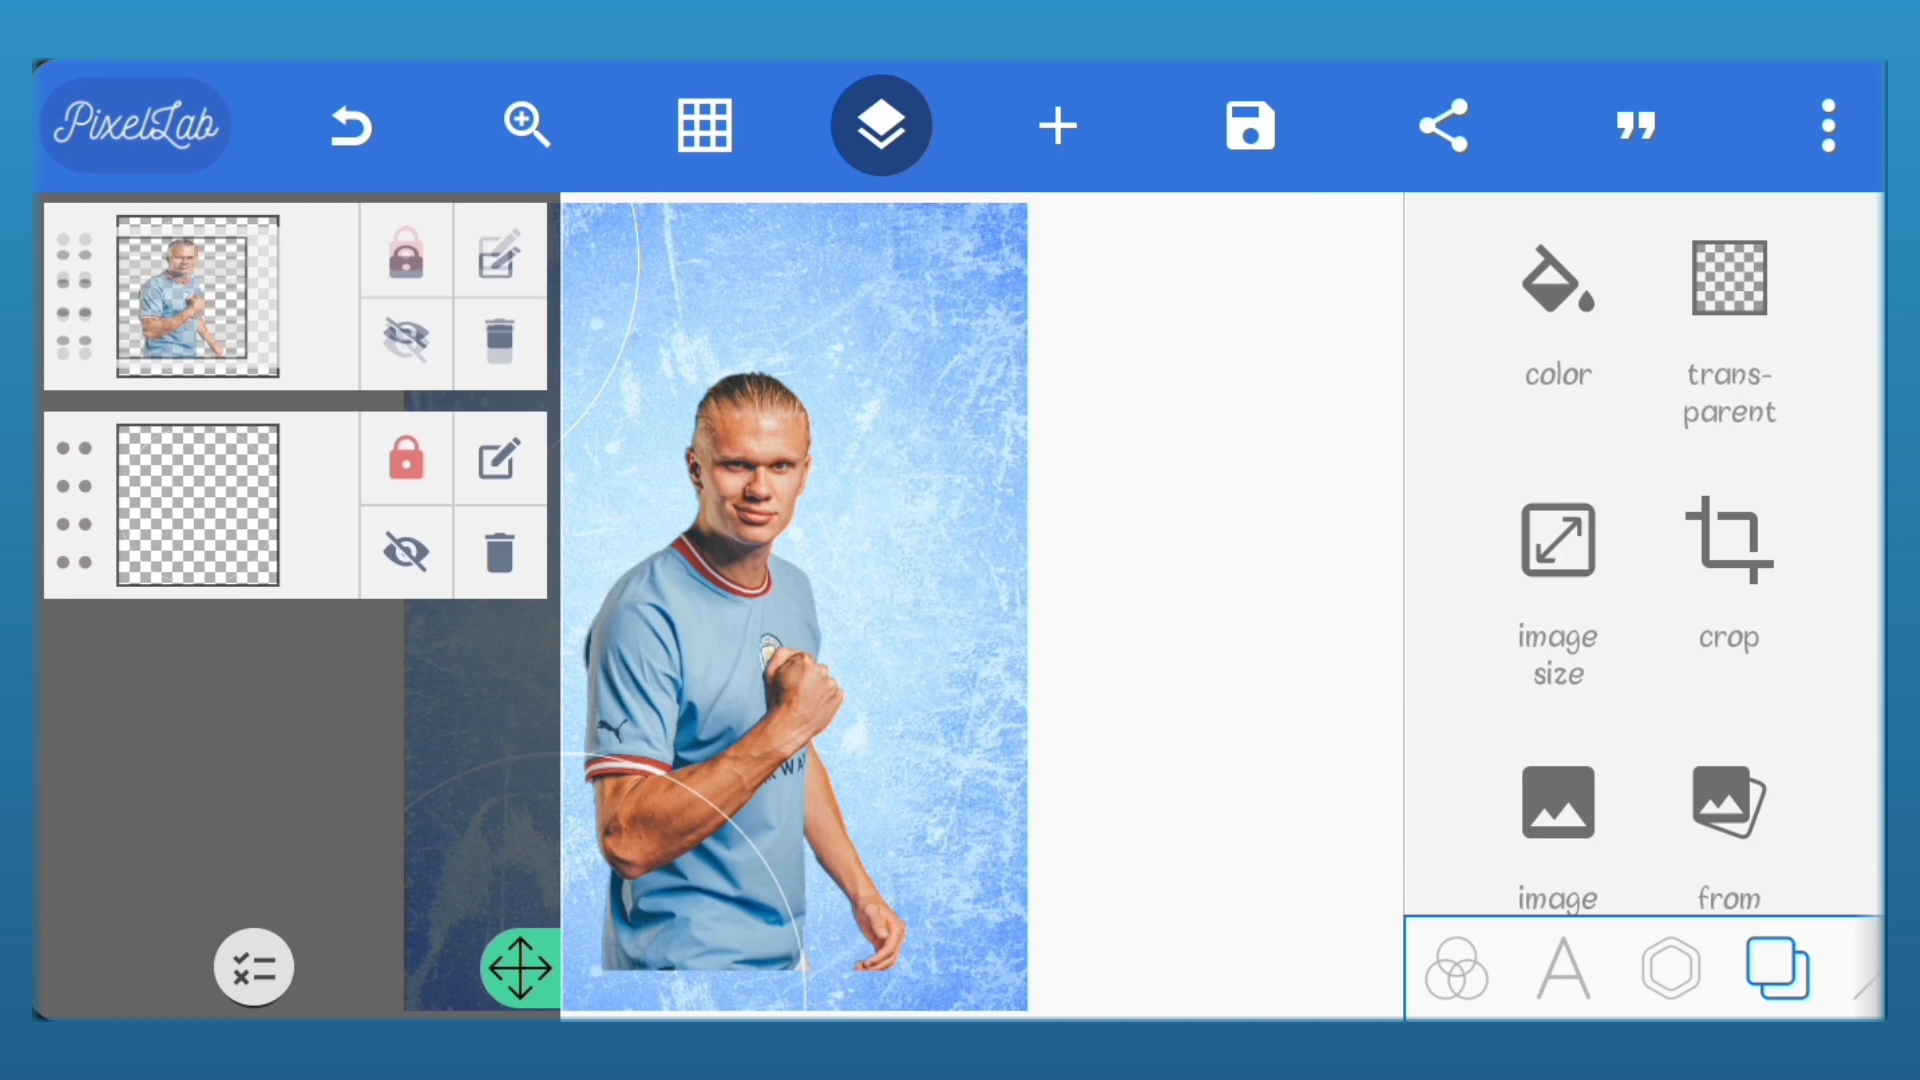 PixelLab
color
trans-
parent
image
size
crop
image
from